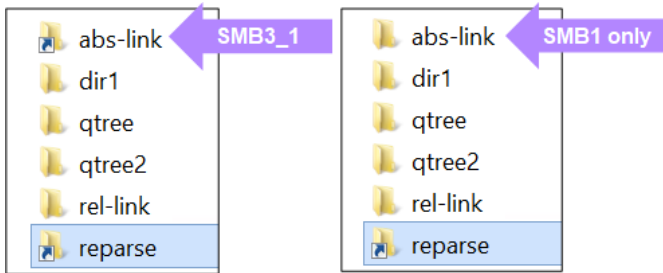 abs-link SMB3_1
dir1
qtree
qtree2
rel-link
reparse
abs-link SMB1 only
dir1
qtree
qtree2
rel-link
reparse